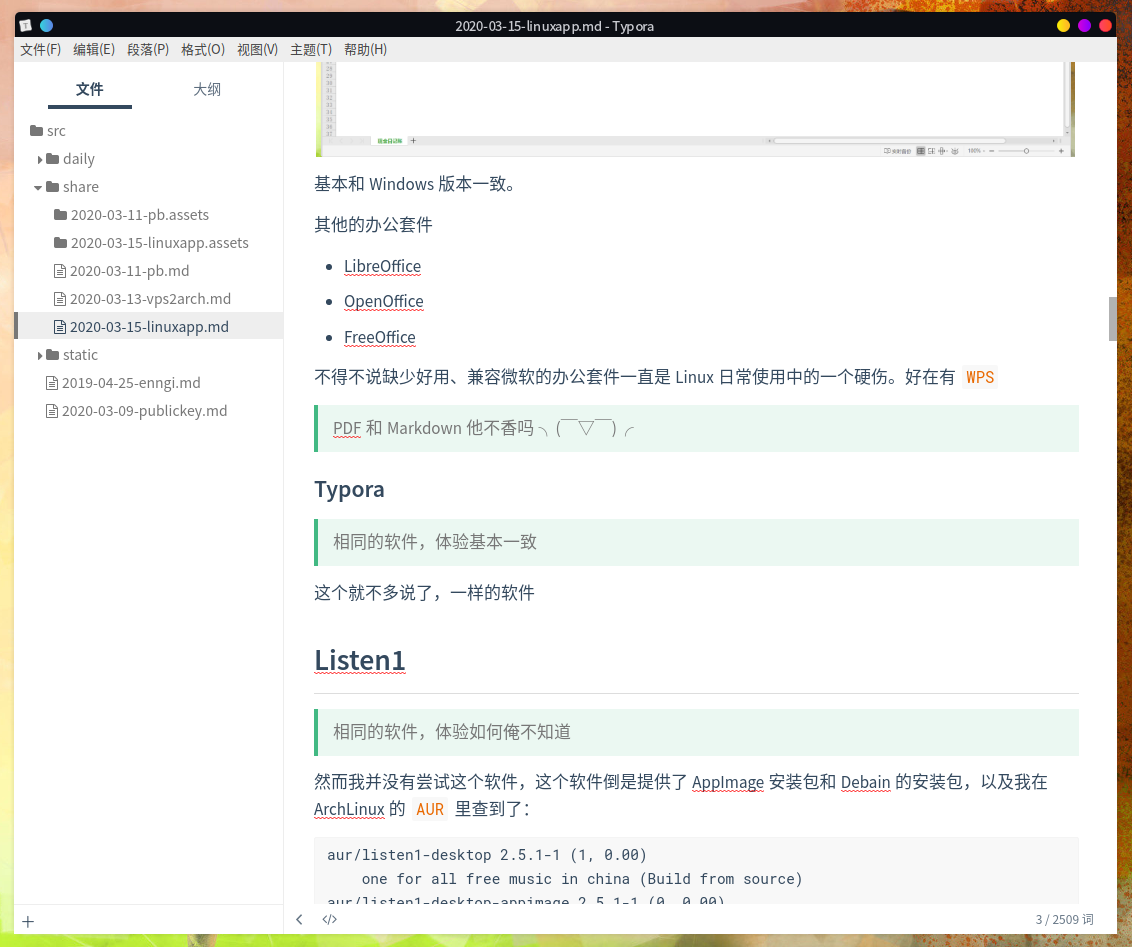 2020-03-15-linuxapp.md - Typora
文件(F) 编辑(E) 段落(P) 格式(O) 视图(V) 主题(T) 帮助(H)
文件 大纲
src
daily
share
2020-03-11-pb.assets
2020-03-15-linuxapp.assets
2020-03-11-pb.md
2020-03-13-vps2arch.md
2020-03-15-linuxapp.md
static
2019-04-25-enngi.md
2020-03-09-publickey.md
28
29
30
31
32
33
34
35
36
37
100%
基本和 Windows 版本一致。
其他的办公套件
LibreOffice
OpenOffice
FreeOffice
不得不说缺少好用、兼容微软的办公套件一直是 Linux 日常使用中的一个硬伤。好在有 WPS
PDF 和 Markdown 他不香吗 ╮(￣▽￣)╭
Typora
相同的软件，体验基本一致
这个就不多说了，一样的软件
Listen1
相同的软件，体验如何俺不知道
然而我并没有尝试这个软件，这个软件倒是提供了 AppImage 安装包和 Debain 的安装包，以及我在
ArchLinux 的 AUR 里查到了：
aur/listen1-desktop 2.5.1-1 (1, 0.00)
one for all free music in china (Build from source)
aur/listen1-desktop-appimage 2.5.1-1 (0, 0.00)
+ < </> 3 / 2509 词